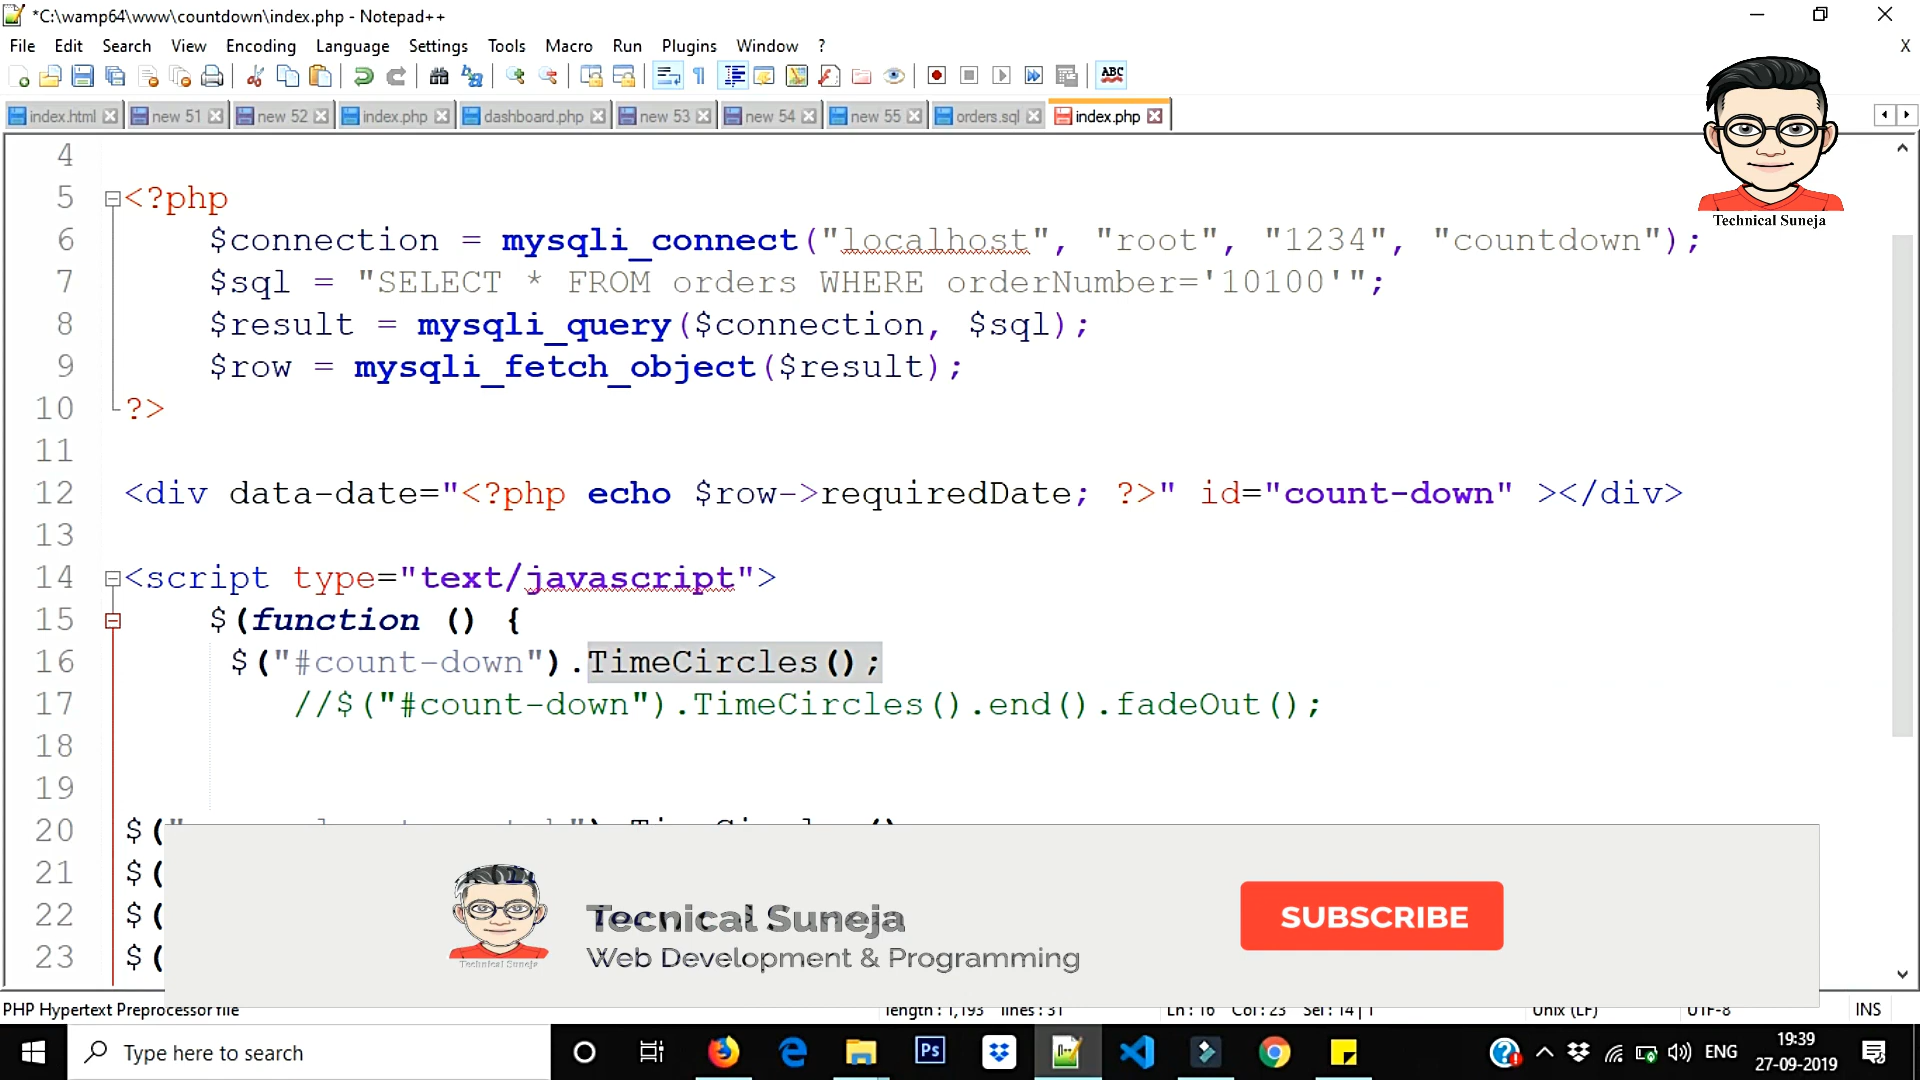 *C:\wamp64\www\countdown\index.php - Notepad++
File Edit Search View Encoding Language Settings Tools Macro Run Plugins Window ? X
index.html new 51 new 52 index.php dashboard.php new 53 new 54 new 55 orders.sql index.php
Technical Suneja
4
5 <?php
6 $connection = mysqli_connect("localhost", "root", "1234", "countdown");
7 $sql = "SELECT * FROM orders WHERE orderNumber='10100'";
8 $result = mysqli_query($connection, $sql);
9 $row = mysqli_fetch_object($result);
10 ?>
11
12 <div data-date="<?php echo $row->requiredDate; ?>" id="count-down" ></div>
13
14 <script type="text/javascript">
15 $(function () {
16 $("#count-down").TimeCircles();
17 //$("#count-down").TimeCircles().end().fadeOut();
18
19
20 $("
21 $(
22 $(
23 $(
Technical Suneja
Tecnical Suneja
Web Development & Programming
SUBSCRIBE
PHP Hypertext Preprocessor file length : 1,193 lines : 31 Ln : 16 Col : 23 Sel : 14 | 1 Unix (LF) UTF-8 INS
Type here to search
Ps
ENG
19:39
27-09-2019